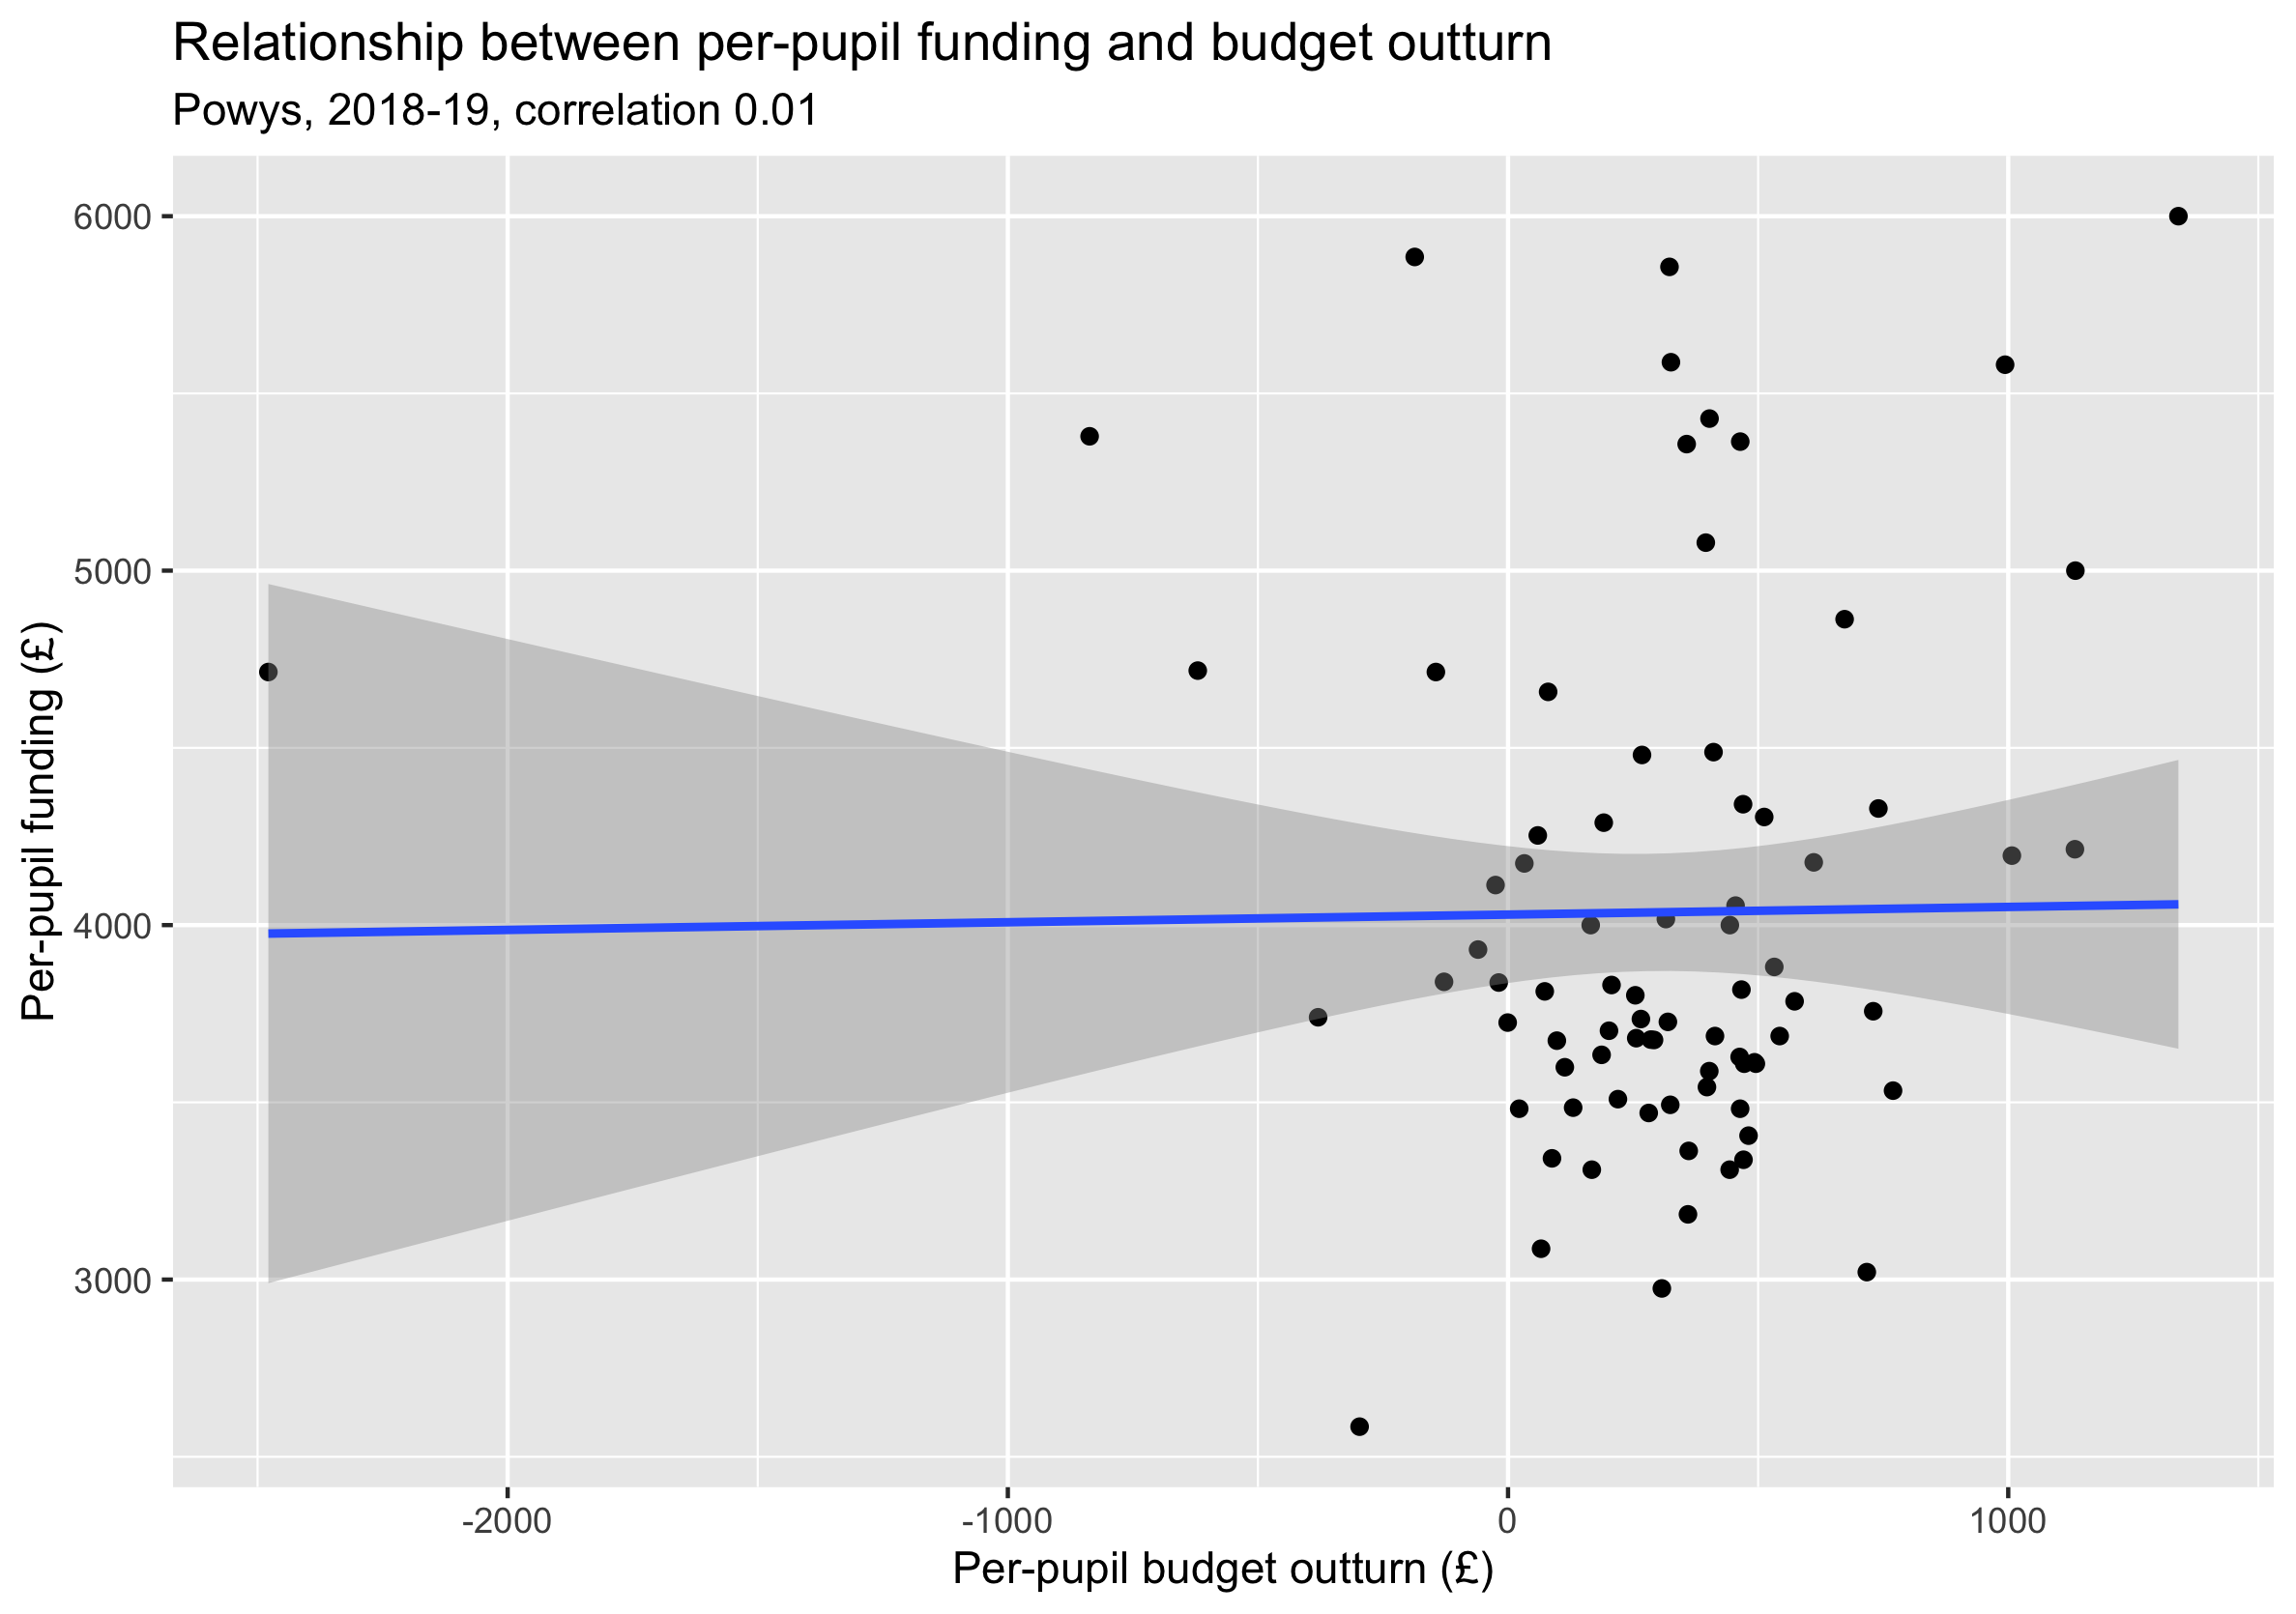 Relationship between per-pupil funding and budget outturn
Powys, 2018-19, correlation 0.01
Per-pupil funding (£)
6000
5000
4000
3000
-2000
-1000
0
1000
Per-pupil budget outturn (£)